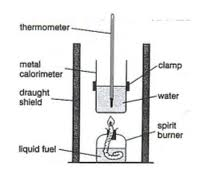 thermometer
metal
calorimeter
clamp
draught
shield
water
spirit
burner
liquid fuel